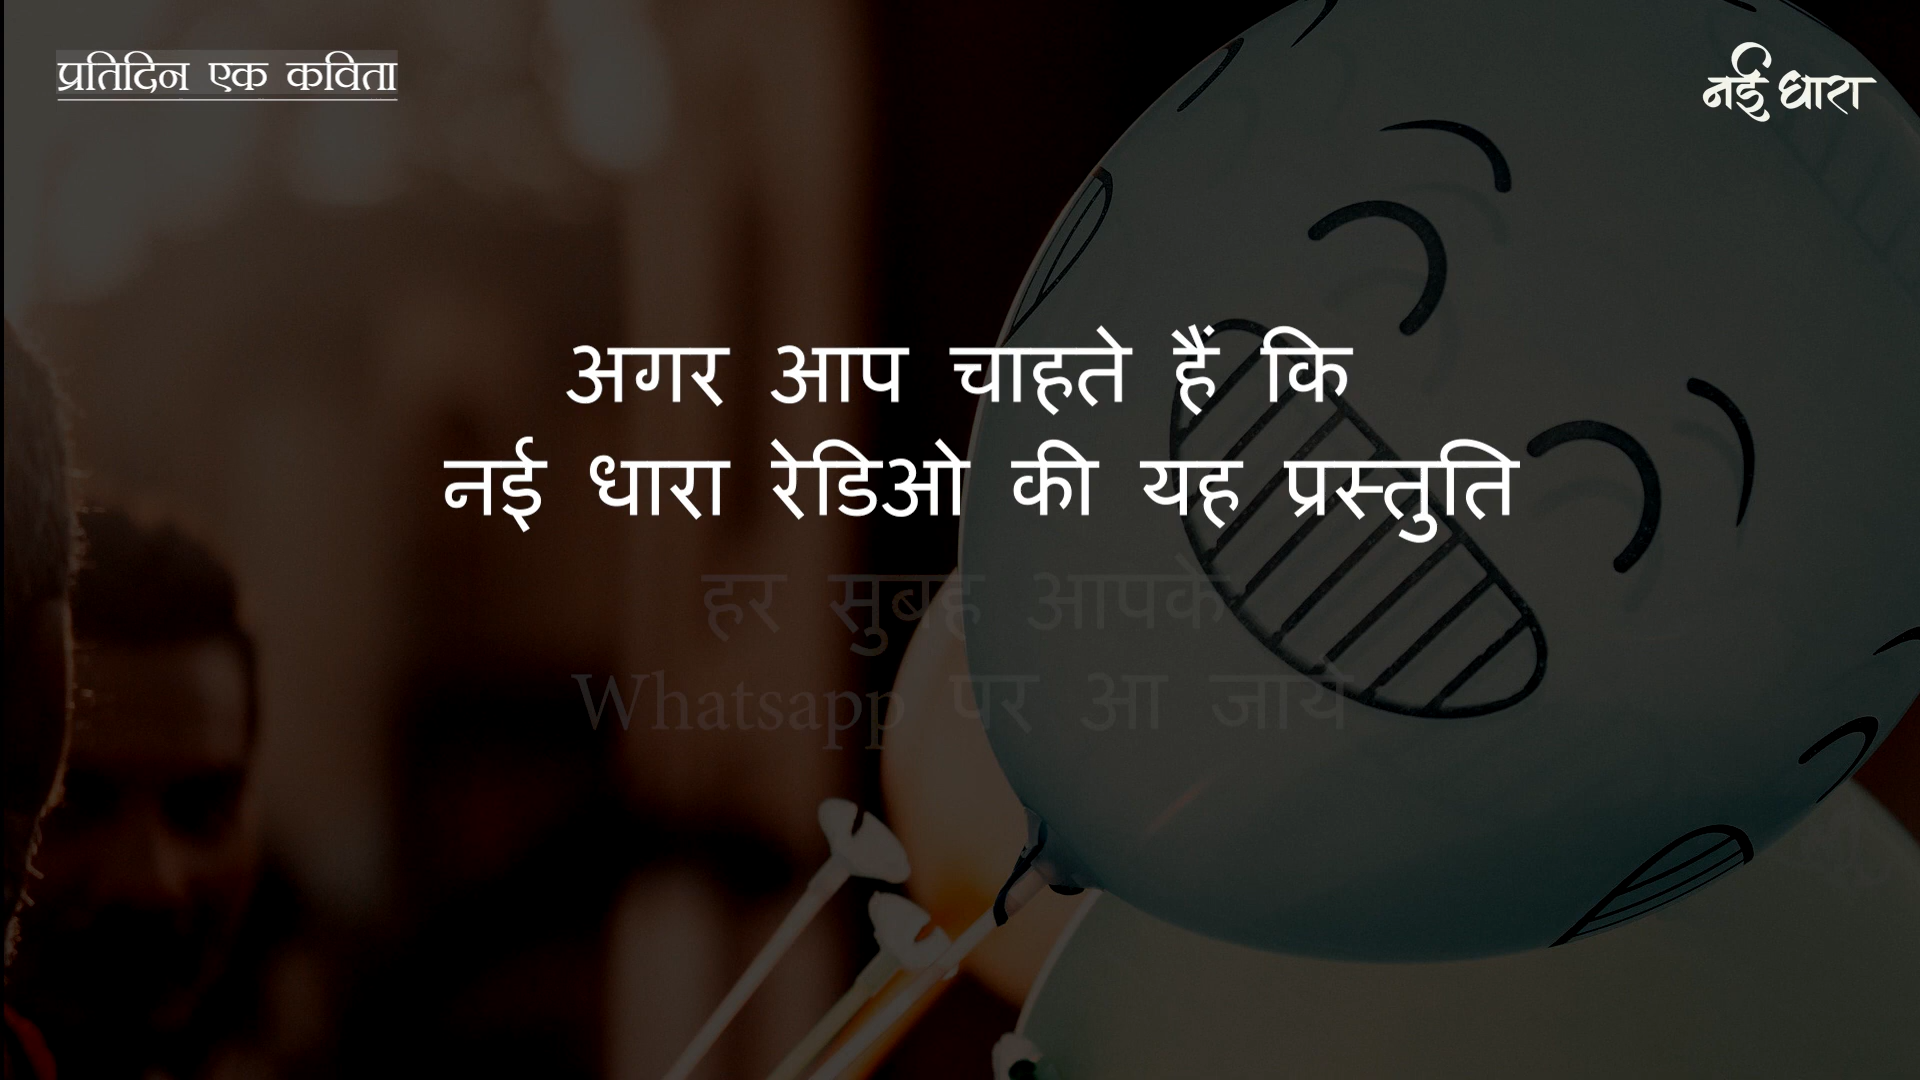 प्रतिदिन एक कविता
नई धारा
अगर आप चाहते हैं कि
नई धारा रेडिओ की यह प्रस्तुति
हर सुबह आपके
Whatsapp पर आ जाये